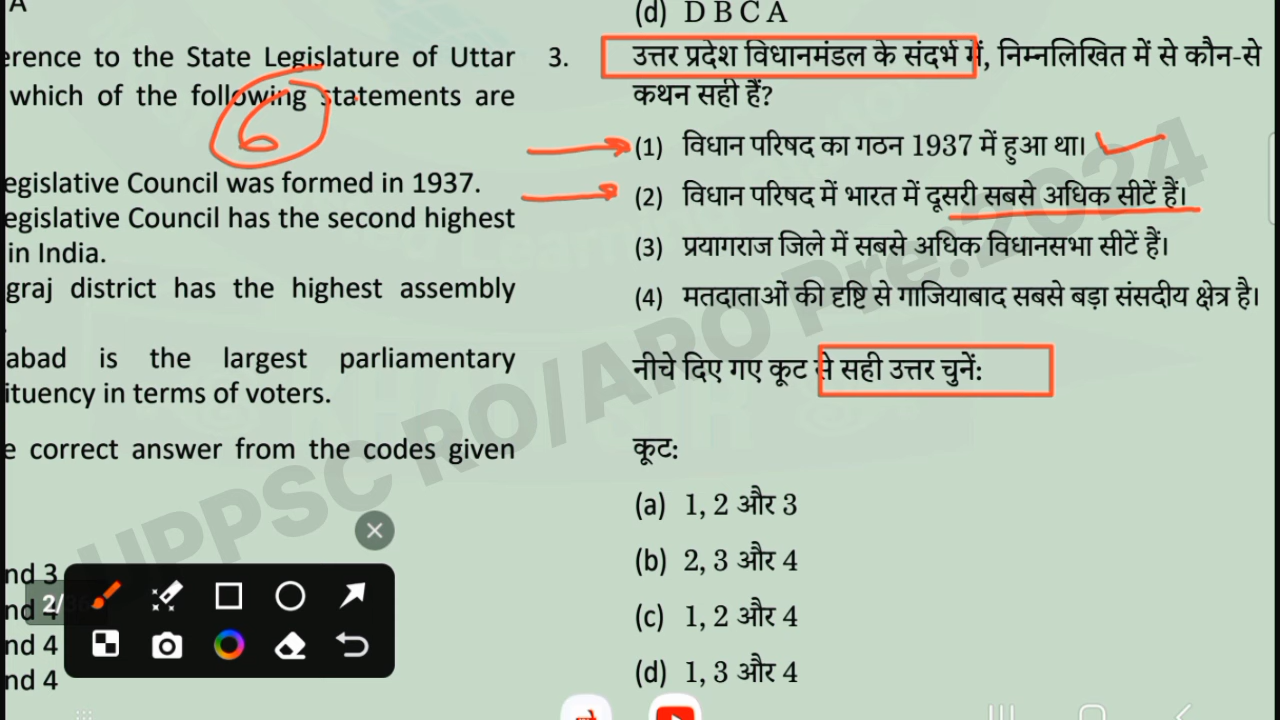 A
erence to the State Legislature of Uttar
which of the following statements are
egislative Council was formed in 1937.
egislative Council has the second highest
in India.
graj district has the highest assembly
abad is the largest parliamentary
ituency in terms of voters.
e correct answer from the codes given
nd 3
nd 4
nd 4
nd 4
6
2/
(d) D B C A
3. उत्तर प्रदेश विधानमंडल के संदर्भ में, निम्नलिखित में से कौन-से
कथन सही हैं?
(1) विधान परिषद का गठन 1937 में हुआ था।
(2) विधान परिषद में भारत में दूसरी सबसे अधिक सीटें हैं।
(3) प्रयागराज जिले में सबसे अधिक विधानसभा सीटें हैं।
(4) मतदाताओं की दृष्टि से गाजियाबाद सबसे बड़ा संसदीय क्षेत्र है।
नीचे दिए गए कूट से सही उत्तर चुनें:
कूट:
(a) 1, 2 और 3
(b) 2, 3 और 4
(c) 1, 2 और 4
(d) 1, 3 और 4
UPPSC RO/ARO Pre:2024